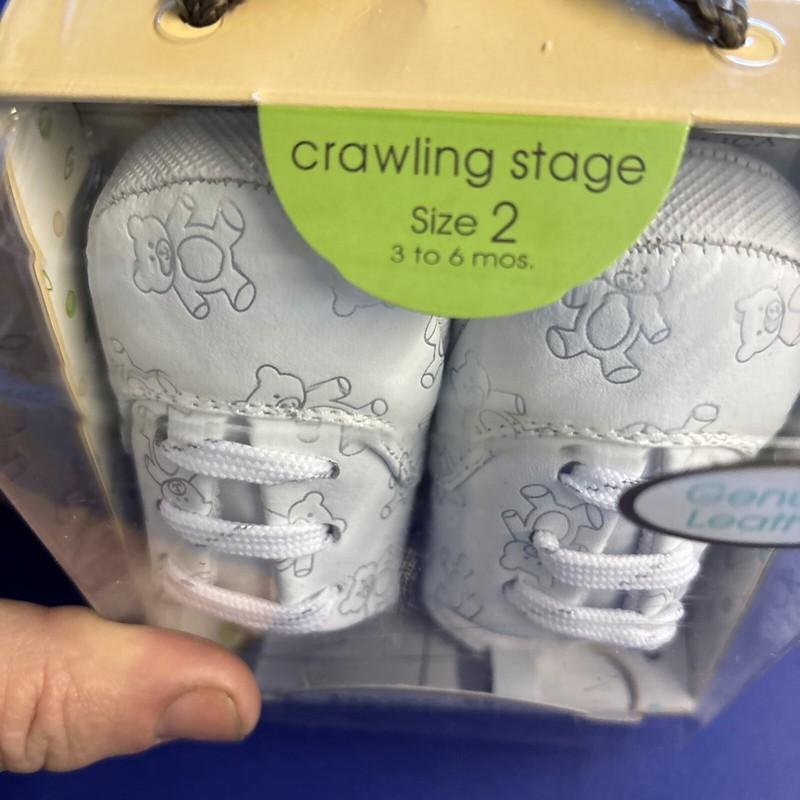 crawling stage
Size 2
3 to 6 mos.